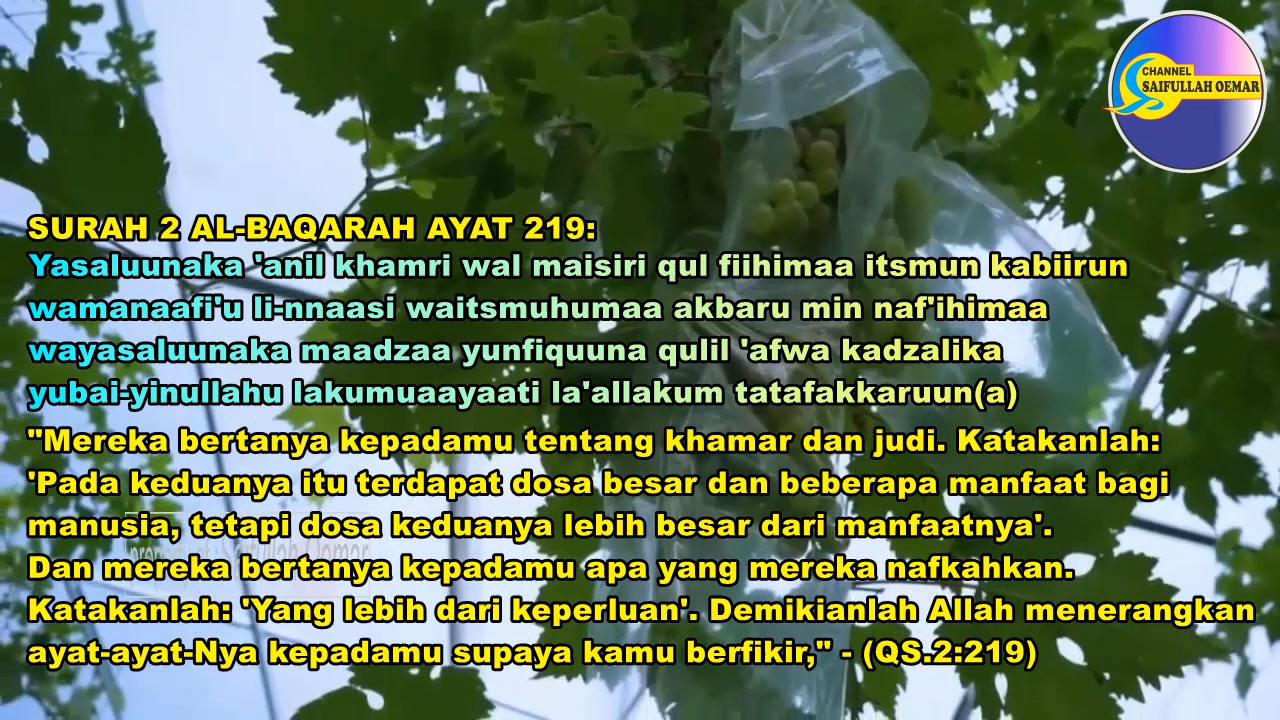 CHANNEL
SAIFULLAH OEMAR
SURAH 2 AL-BAQARAH AYAT 219:
Yasaluunaka 'anil khamri wal maisiri qul fiihimaa itsmun kabiirun
wamanaafi'u li-nnaasi waitsmuhumaa akbaru min naf'ihimaa
wayasaluunaka maadzaa yunfiquuna qulil 'afwa kadzalika
yubai-yinullahu lakumuaayaati la'allakum tatafakkaruun(a)
"Mereka bertanya kepadamu tentang khamar dan judi. Katakanlah:
'Pada keduanya itu terdapat dosa besar dan beberapa manfaat bagi
manusia, tetapi dosa keduanya lebih besar dari manfaatnya'.
property of : Saifullah Oemar
Dan mereka bertanya kepadamu apa yang mereka nafkahkan.
Katakanlah: 'Yang lebih dari keperluan'. Demikianlah Allah menerangkan
ayat-ayat-Nya kepadamu supaya kamu berfikir," - (QS.2:219)